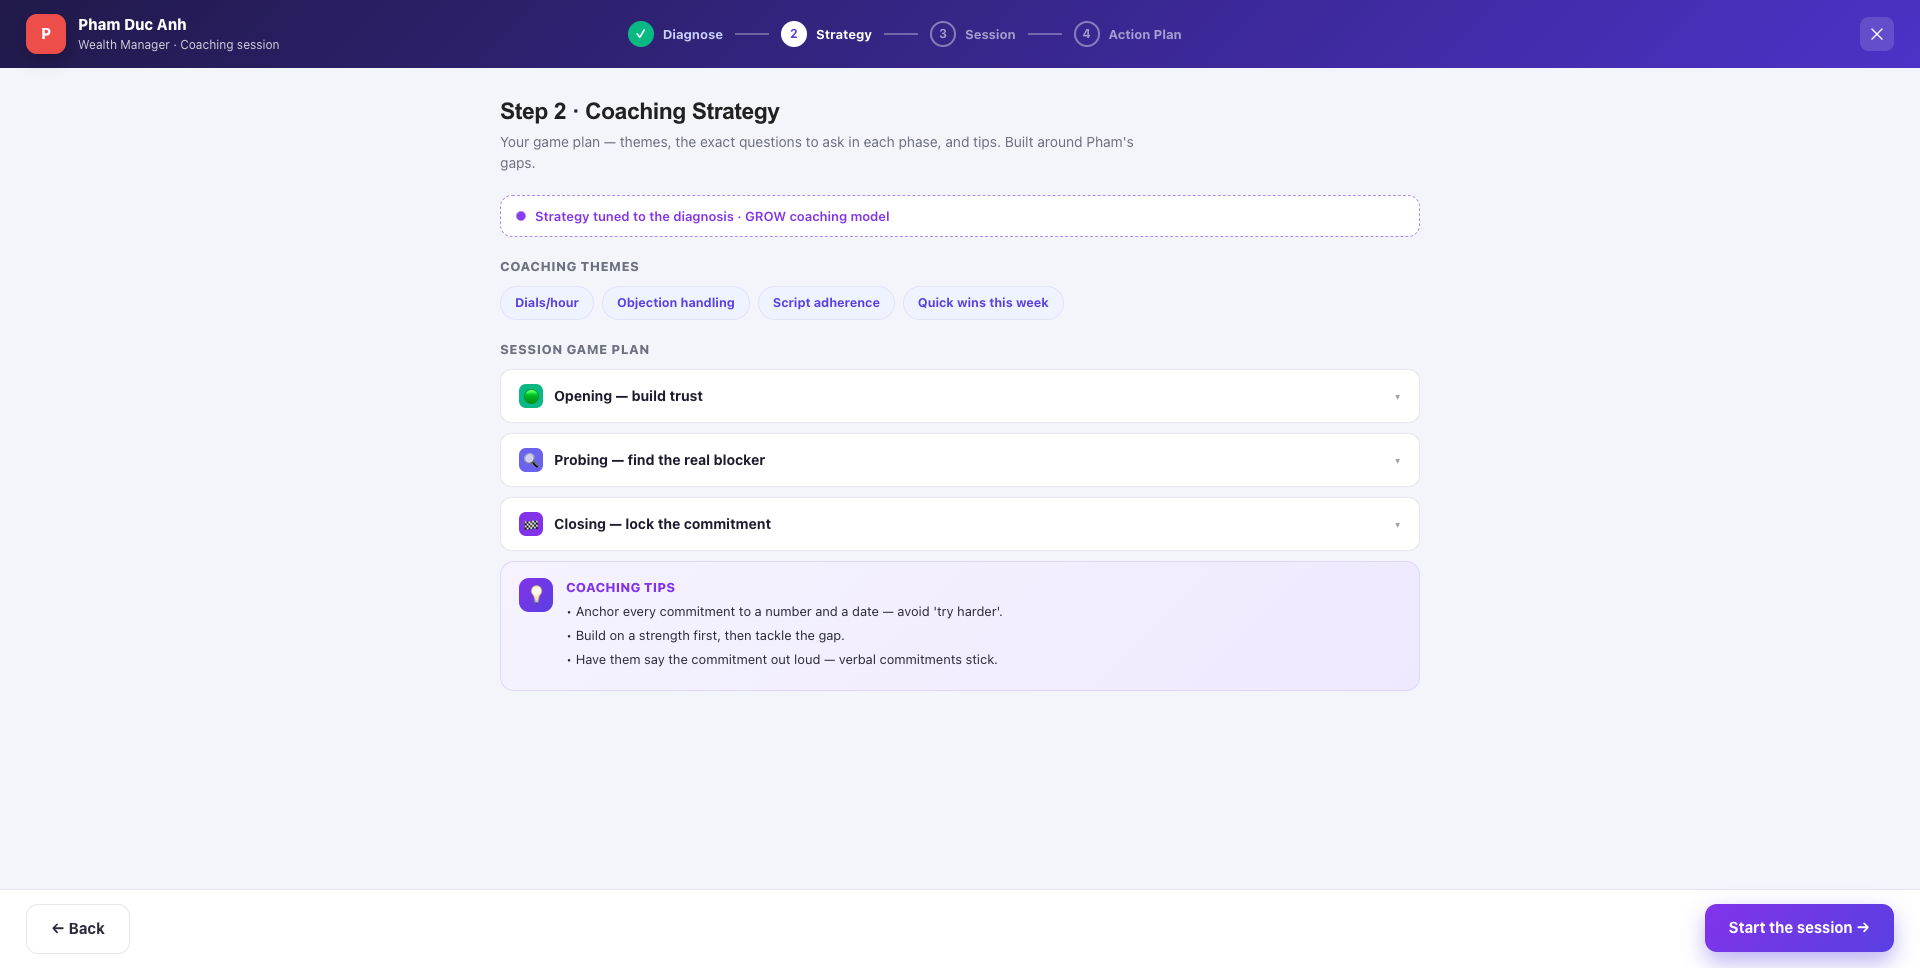 P
Pham Duc Anh
Wealth Manager · Coaching session
Diagnose
2 Strategy
3 Session
4 Action Plan
Step 2 · Coaching Strategy
Your game plan — themes, the exact questions to ask in each phase, and tips. Built around Pham's
gaps.
Strategy tuned to the diagnosis · GROW coaching model
COACHING THEMES
Dials/hour
Objection handling
Script adherence
Quick wins this week
SESSION GAME PLAN
Opening — build trust
Probing — find the real blocker
Closing — lock the commitment
COACHING TIPS
• Anchor every commitment to a number and a date — avoid 'try harder'.
• Build on a strength first, then tackle the gap.
• Have them say the commitment out loud — verbal commitments stick.
← Back
Start the session →